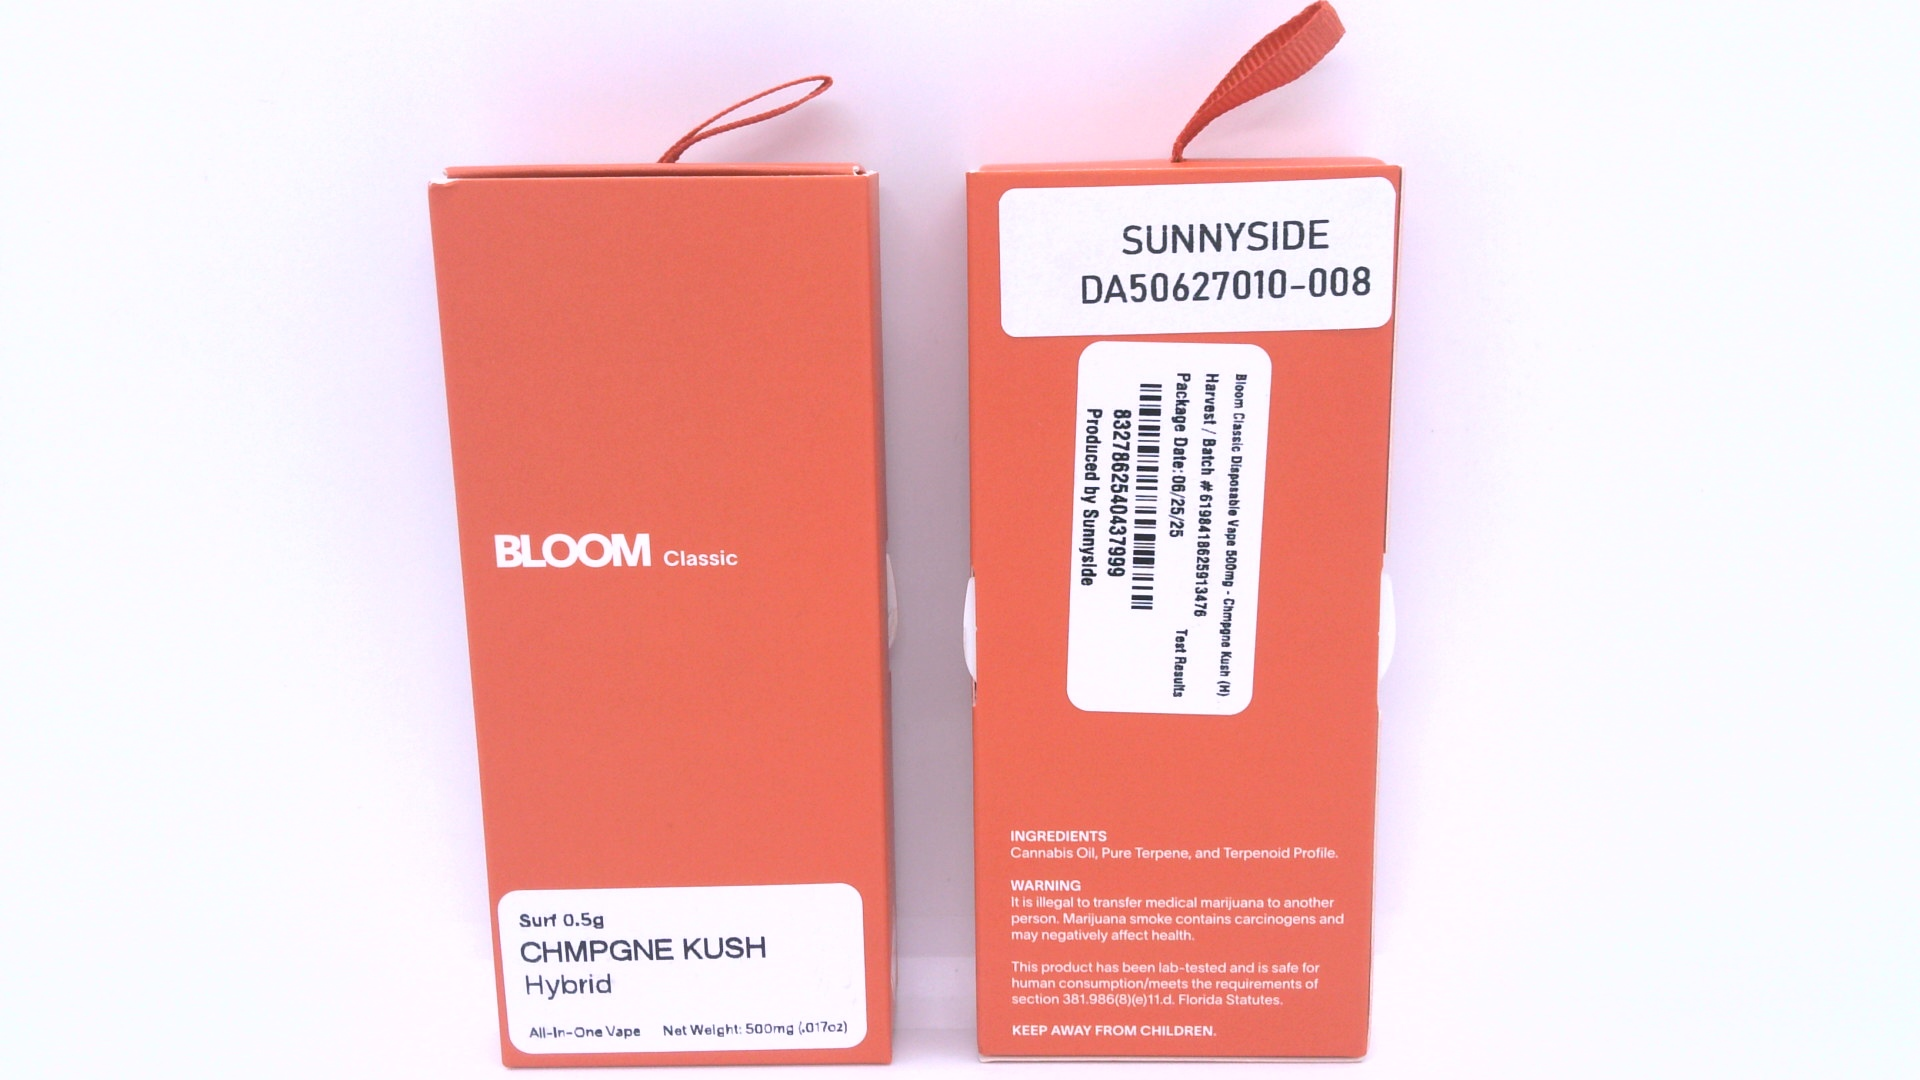 BLOOM Classic
Surf 0.5g
CHMPGNE KUSH
Hybrid
All-In-One Vape Net Weight: 500mg (.017oz)
SUNNYSIDE
DA50627010-008
Bloom Classic Disposable Vape 500mg - Chmpgne Kush (H)
Harvest / Batch # 6198418625913476
Package Date: 06/25/25 Test Results
8327862540437999
Produced by Sunnyside
INGREDIENTS
Cannabis Oil, Pure Terpene, and Terpenoid Profile.
WARNING
It is illegal to transfer medical marijuana to another
person. Marijuana smoke contains carcinogens and
may negatively affect health.
This product has been lab-tested and is safe for
human consumption/meets the requirements of
section 381.986(8)(e)11.d. Florida Statutes.
KEEP AWAY FROM CHILDREN.